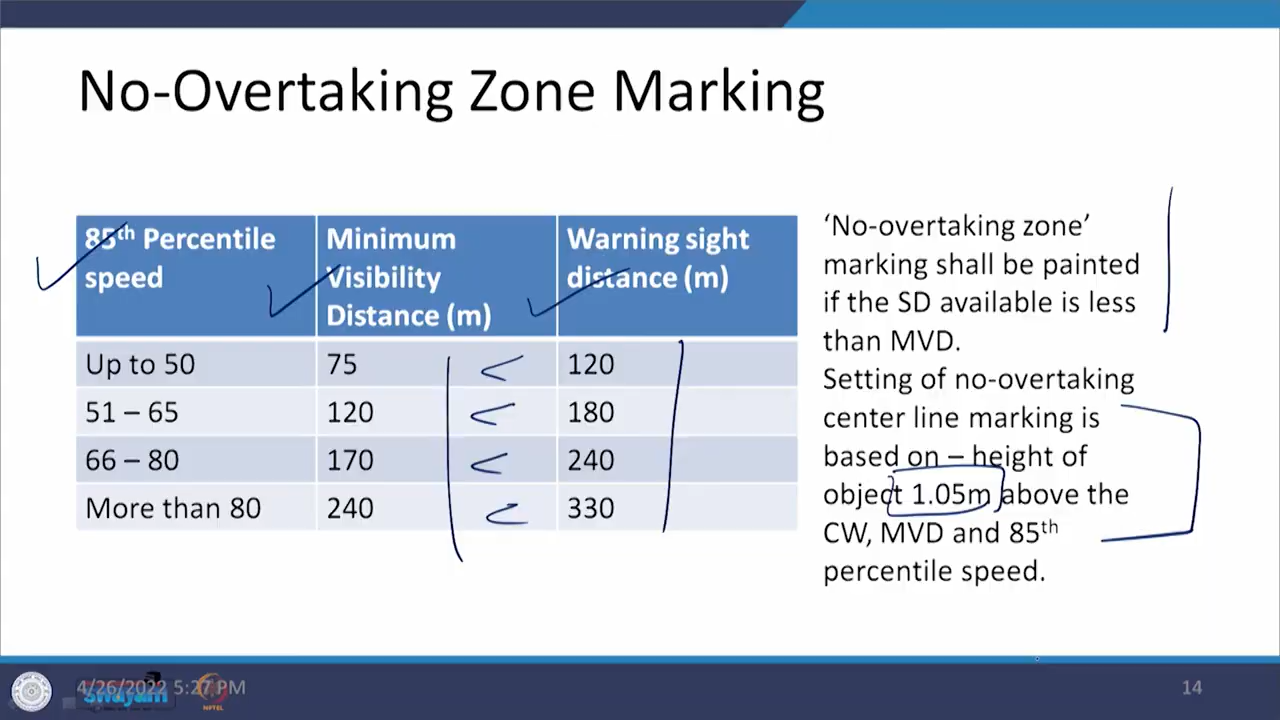 No-Overtaking Zone Marking
85th Percentile speed | Minimum Visibility Distance (m) | Warning sight distance (m)
Up to 50 | 75 < | 120
51 – 65 | 120 < | 180
66 – 80 | 170 < | 240
More than 80 | 240 < | 330
‘No-overtaking zone’
marking shall be painted
if the SD available is less
than MVD.
Setting of no-overtaking
center line marking is
based on – height of
object 1.05m above the
CW, MVD and 85th
percentile speed.
4/26/2022 5:27 PM
swayam
NPTEL
14